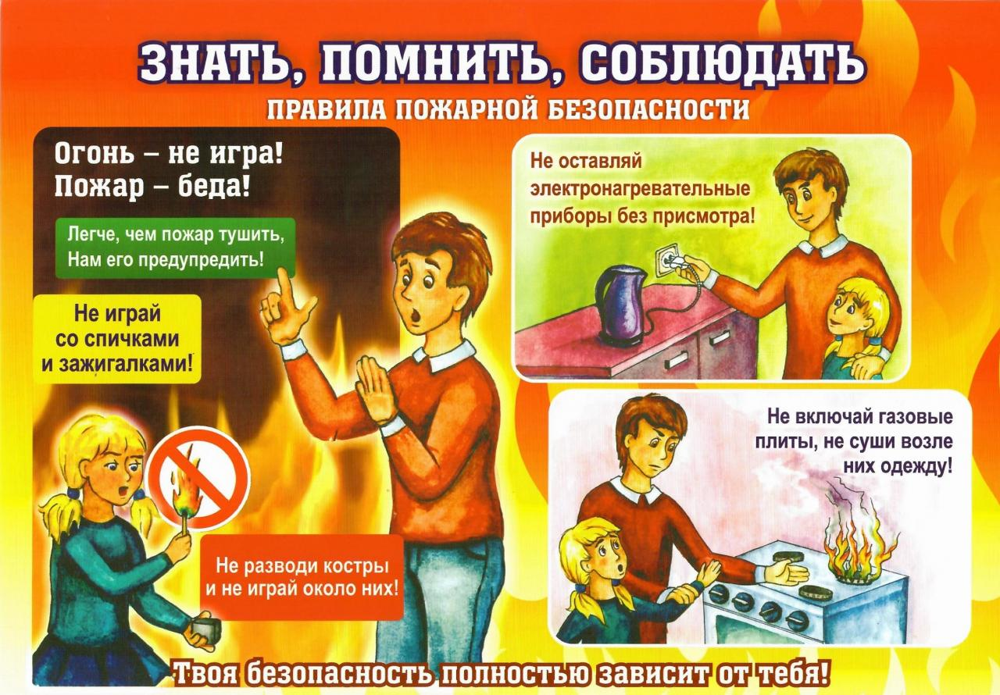 ЗНАТЬ, ПОМНИТЬ, СОБЛЮДАТЬ
ПРАВИЛА ПОЖАРНОЙ БЕЗОПАСНОСТИ
Огонь – не игра!
Пожар – беда!
Легче, чем пожар тушить,
Нам его предупредить!
Не играй
со спичками
и зажигалками!
Не разводи костры
и не играй около них!
Не оставляй
электронагревательные
приборы без присмотра!
Не включай газовые
плиты, не суши возле
них одежду!
Твоя безопасность полностью зависит от тебя!